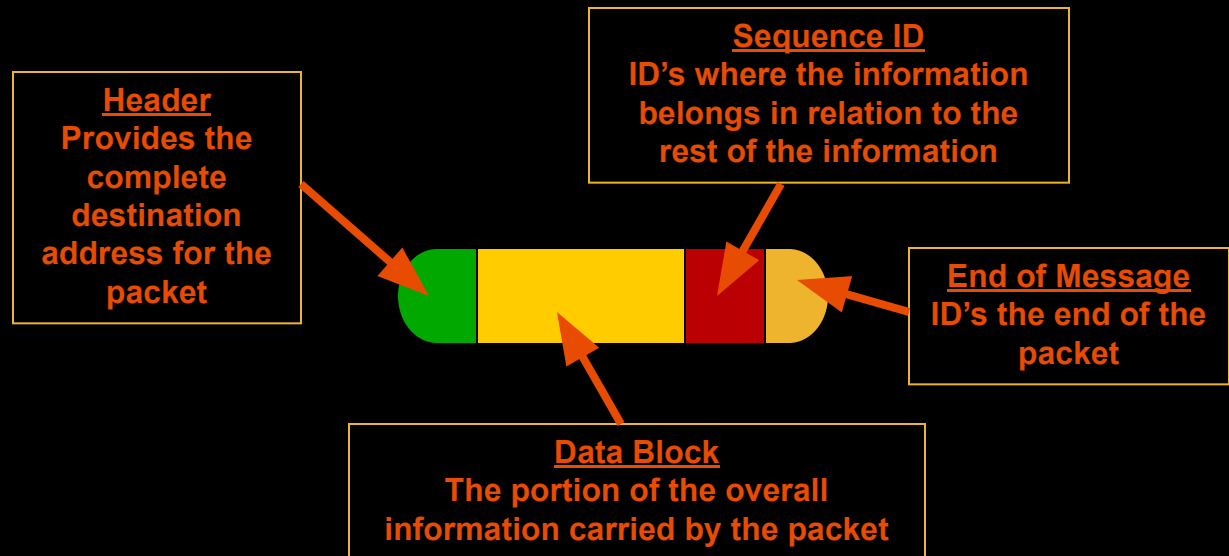 Sequence ID
ID’s where the information
belongs in relation to the
rest of the information
Header
Provides the
complete
destination
address for the
packet
End of Message
ID’s the end of the
packet
Data Block
The portion of the overall
information carried by the packet